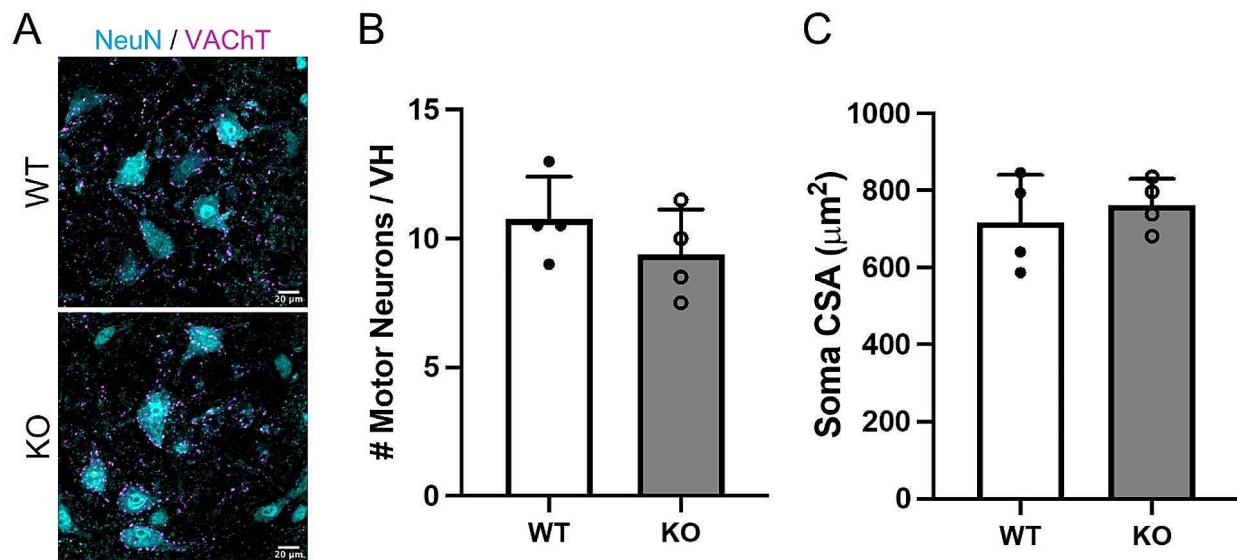 A
NeuN / VAChT
WT
20 µm
KO
20 µm
B
# Motor Neurons / VH
15
10
5
0
WT
KO
C
Soma CSA (µm²)
1000
800
600
400
200
0
WT
KO